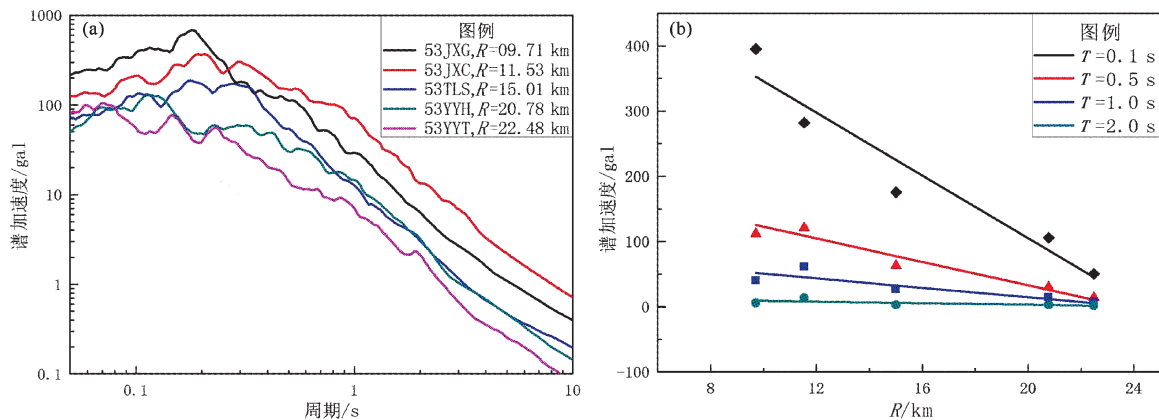 (a)
图例
53JXG,R=09.71 km
53JXC,R=11.53 km
53TLS,R=15.01 km
53YYH,R=20.78 km
53YYT,R=22.48 km
1000
100
10
1
0.1
谱加速度/gal
0.1
1
10
周期/s
(b)
图例
T=0.1 s
T=0.5 s
T=1.0 s
T=2.0 s
400
300
200
100
0
-100
谱加速度/gal
8
12
16
20
24
R/km